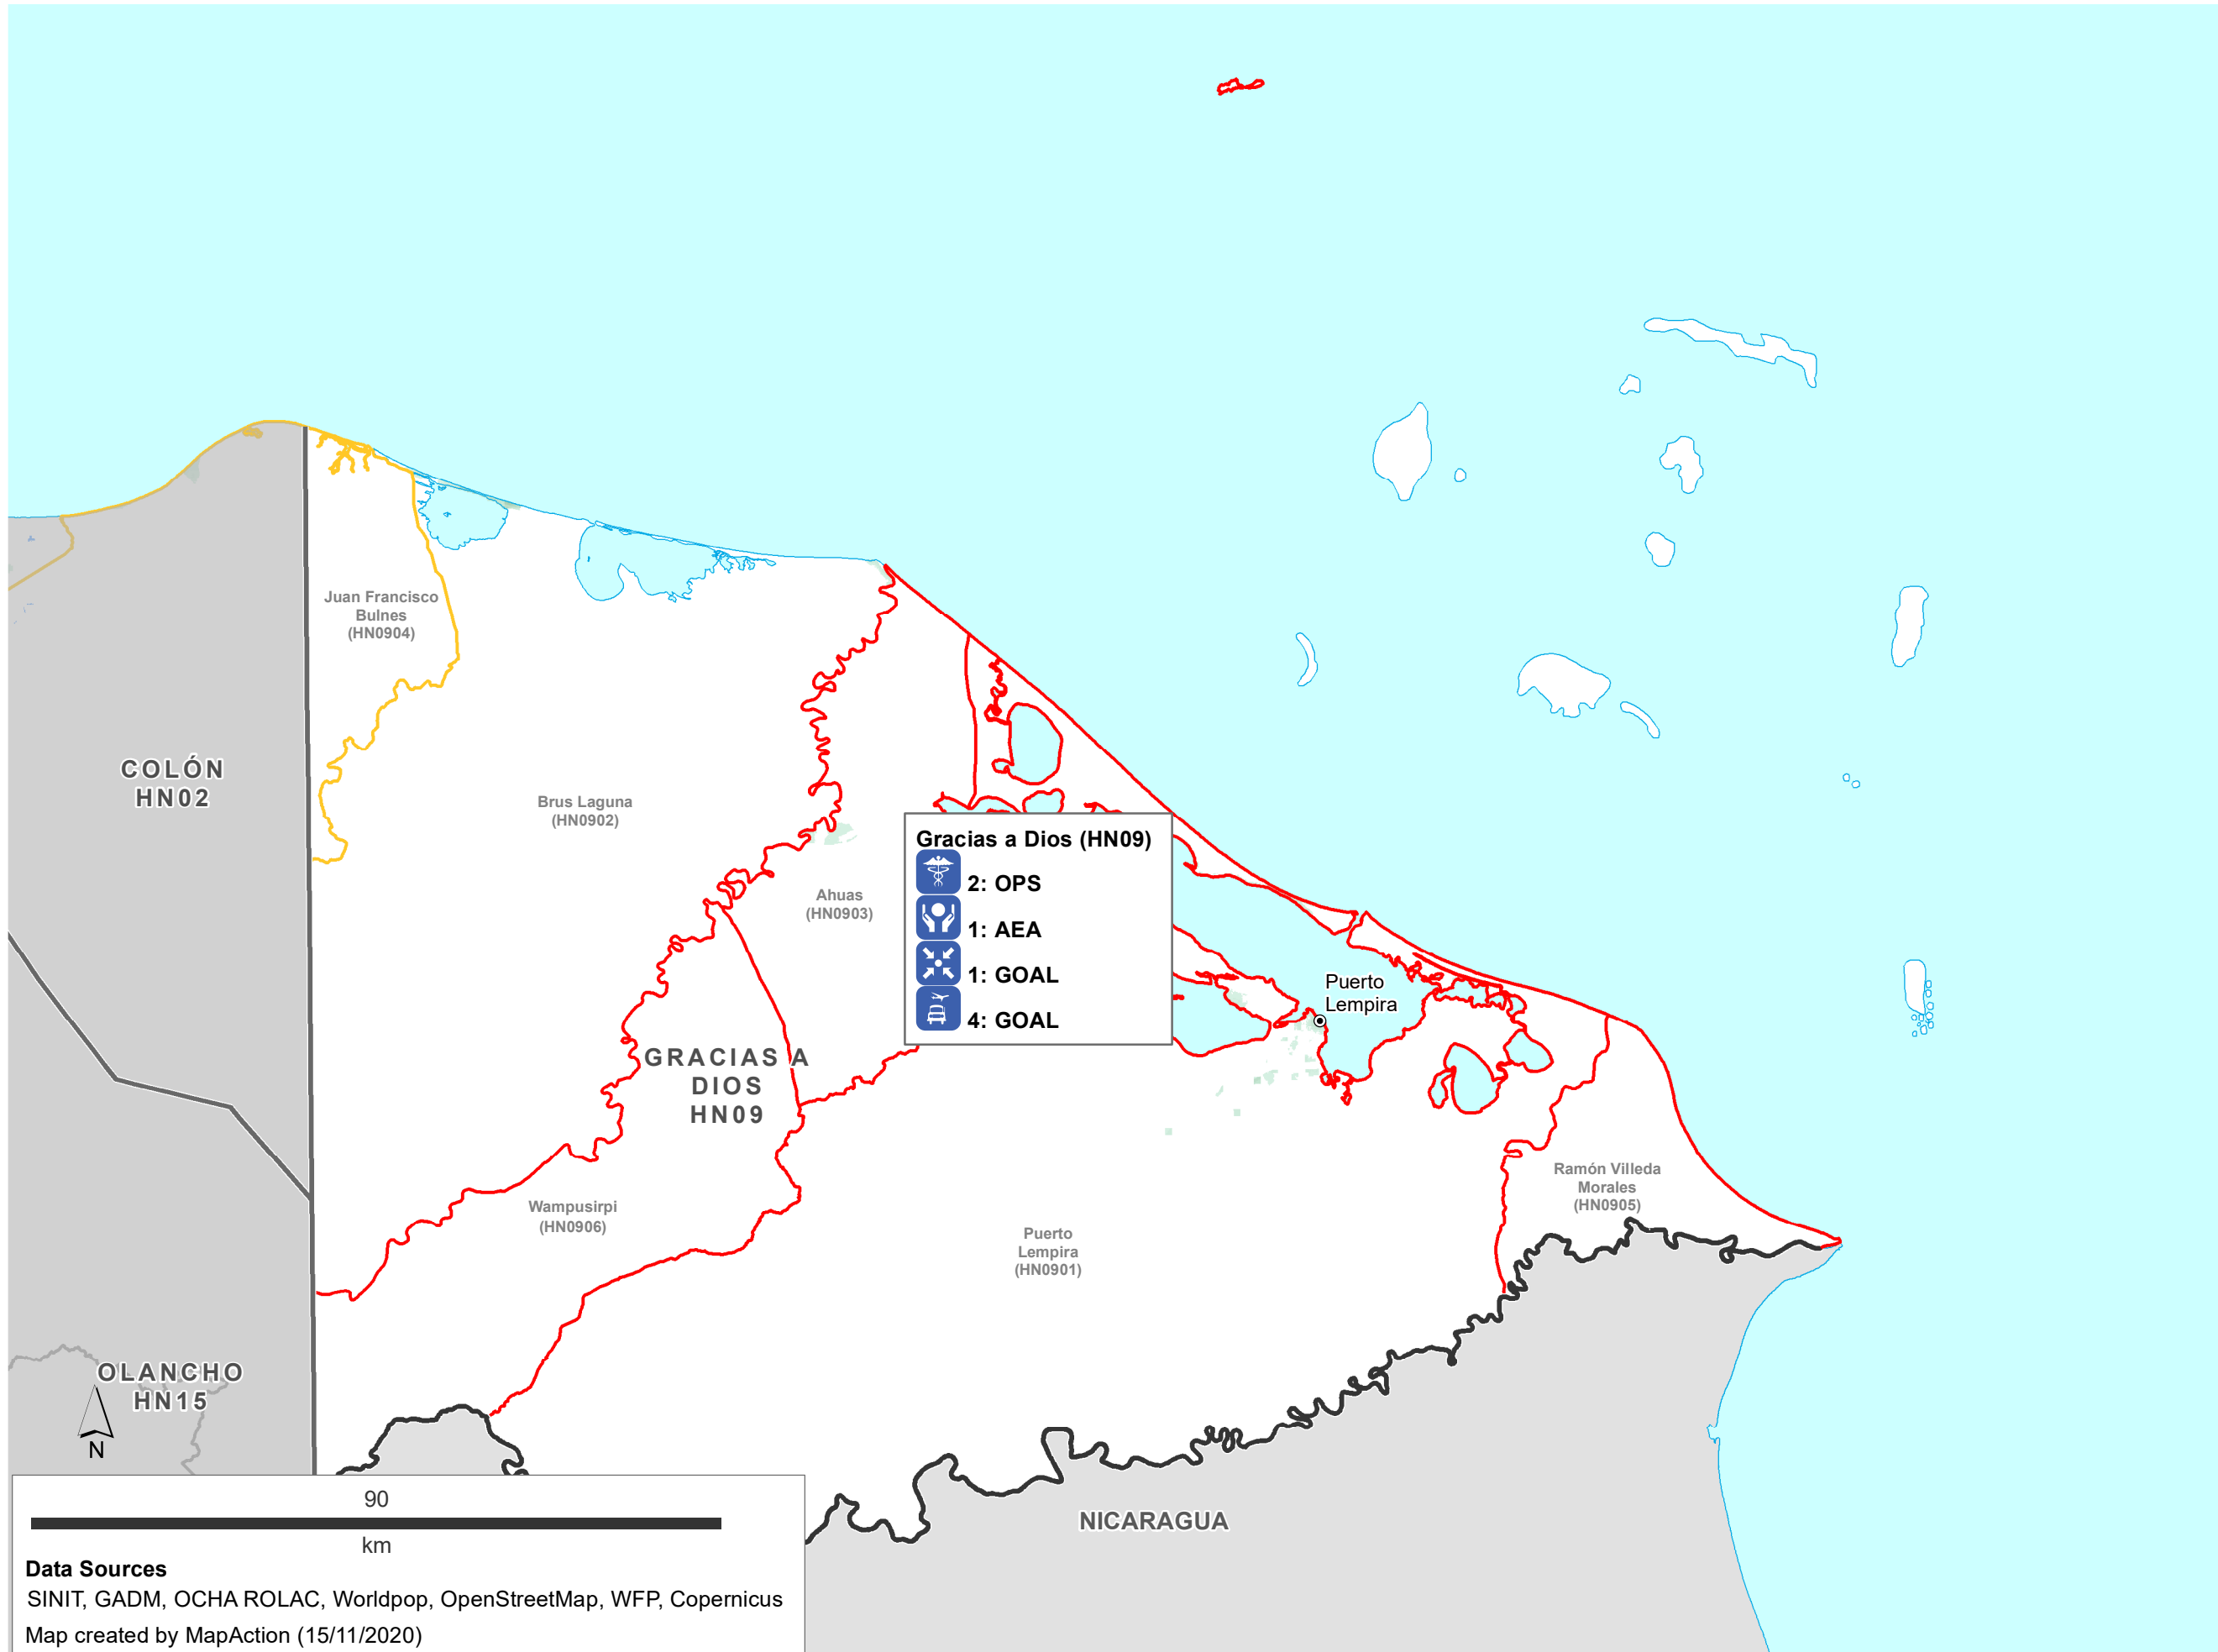 Juan Francisco
Bulnes
(HN0904)
COLÓN
HN02
Brus Laguna
(HN0902)
Ahuas
(HN0903)
Gracias a Dios (HN09)
2: OPS
1: AEA
1: GOAL
4: GOAL
Puerto
Lempira
GRACIAS A
DIOS
HN09
Wampusirpi
(HN0906)
Puerto
Lempira
(HN0901)
Ramón Villeda
Morales
(HN0905)
OLANCHO
HN15
N
NICARAGUA
90
km
Data Sources
SINIT, GADM, OCHA ROLAC, Worldpop, OpenStreetMap, WFP, Copernicus
Map created by MapAction (15/11/2020)